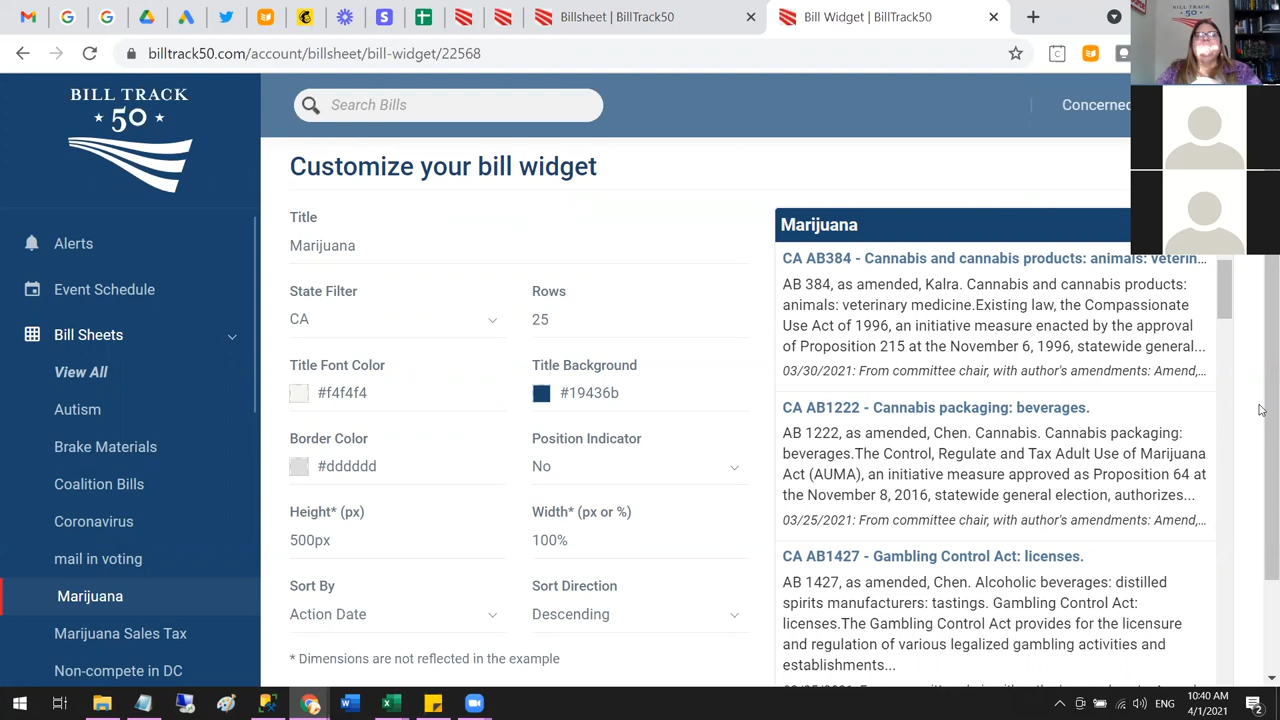 Billsheet | BillTrack50
Bill Widget | BillTrack50
billtrack50.com/account/billsheet/bill-widget/22568
BILL TRACK
50
BILL TRACK
50
Search Bills
Concerned
Customize your bill widget
Alerts
Event Schedule
Bill Sheets
View All
Autism
Brake Materials
Coalition Bills
Coronavirus
mail in voting
Marijuana
Marijuana Sales Tax
Non-compete in DC
Title
Marijuana
State Filter
Rows
CA
25
Title Font Color
Title Background
#f4f4f4
#19436b
Border Color
Position Indicator
#dddddd
No
Height* (px)
Width* (px or %)
500px
100%
Sort By
Sort Direction
Action Date
Descending
* Dimensions are not reflected in the example
Marijuana
CA AB384 - Cannabis and cannabis products: animals: veterin...
AB 384, as amended, Kalra. Cannabis and cannabis products:
animals: veterinary medicine.Existing law, the Compassionate
Use Act of 1996, an initiative measure enacted by the approval
of Proposition 215 at the November 6, 1996, statewide general...
03/30/2021: From committee chair, with author's amendments: Amend,...
CA AB1222 - Cannabis packaging: beverages.
AB 1222, as amended, Chen. Cannabis. Cannabis packaging:
beverages.The Control, Regulate and Tax Adult Use of Marijuana
Act (AUMA), an initiative measure approved as Proposition 64 at
the November 8, 2016, statewide general election, authorizes...
03/25/2021: From committee chair, with author's amendments: Amend,...
CA AB1427 - Gambling Control Act: licenses.
AB 1427, as amended, Chen. Alcoholic beverages: distilled
spirits manufacturers: tastings. Gambling Control Act:
licenses.The Gambling Control Act provides for the licensure
and regulation of various legalized gambling activities and
establishments...
ENG
10:40 AM
4/1/2021
2